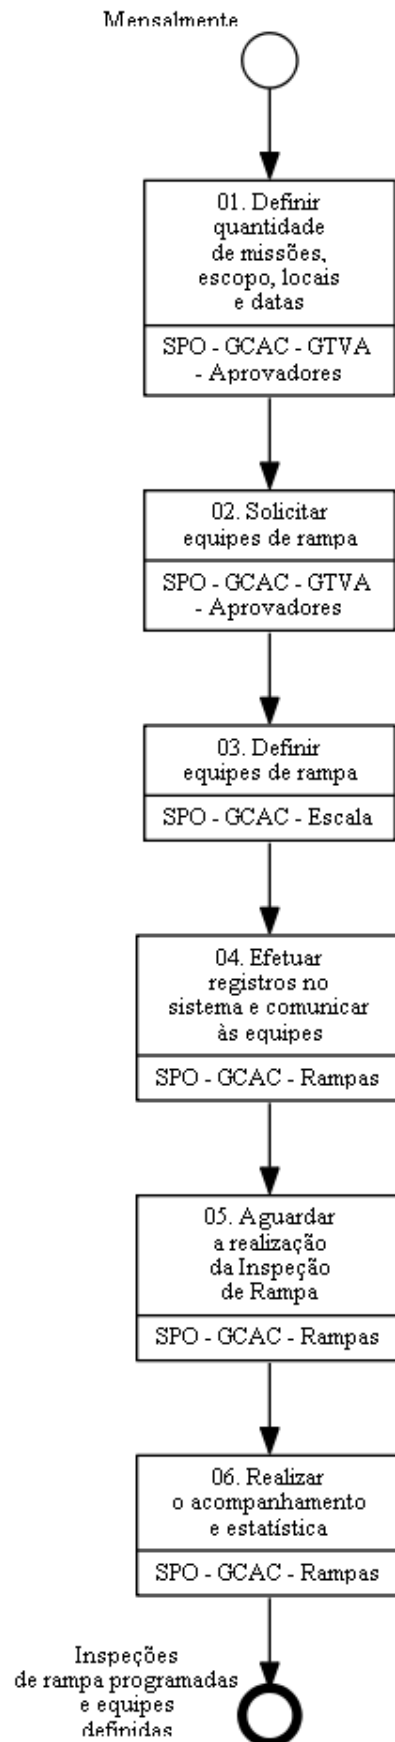 Mensalmente
01. Definir
quantidade
de missões,
escopo, locais
e datas
SPO - GCAC - GTVA
- Aprovadores
02. Solicitar
equipes de rampa
SPO - GCAC - GTVA
- Aprovadores
03. Definir
equipes de rampa
SPO - GCAC - Escala
04. Efetuar
registros no
sistema e comunicar
às equipes
SPO - GCAC - Rampas
05. Aguardar
a realização
da Inspeção
de Rampa
SPO - GCAC - Rampas
06. Realizar
o acompanhamento
e estatística
SPO - GCAC - Rampas
Inspeções
de rampa programadas
e equipes
definidas